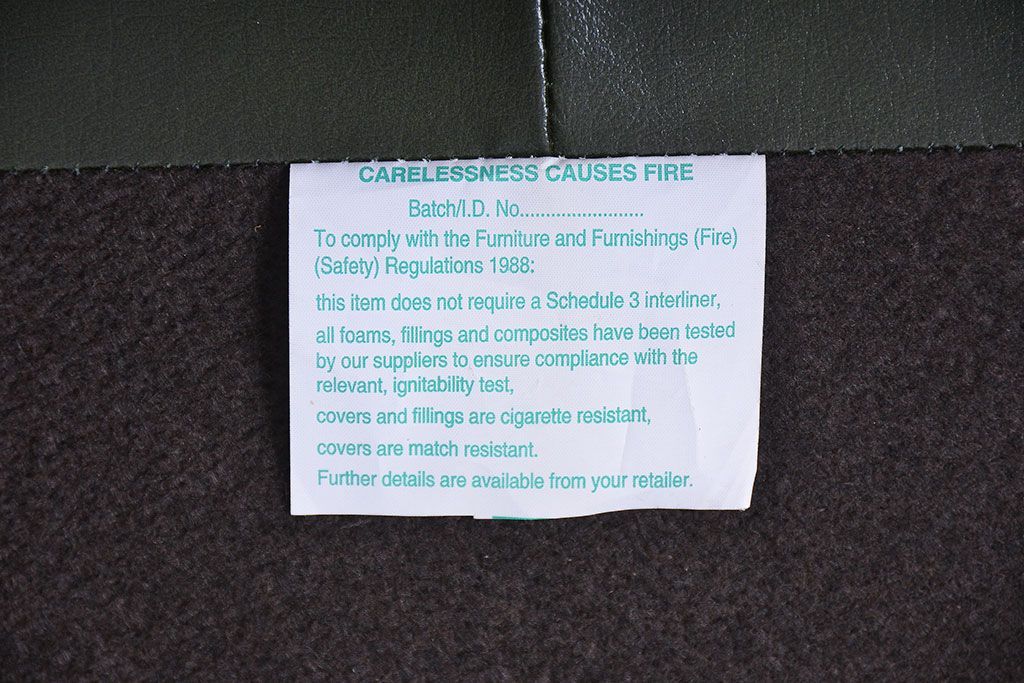 CARELESSNESS CAUSES FIRE
Batch/I.D. No........................
To comply with the Furniture and Furnishings (Fire)
(Safety) Regulations 1988:
this item does not require a Schedule 3 interliner,
all foams, fillings and composites have been tested
by our suppliers to ensure compliance with the
relevant, ignitability test,
covers and fillings are cigarette resistant,
covers are match resistant.
Further details are available from your retailer.